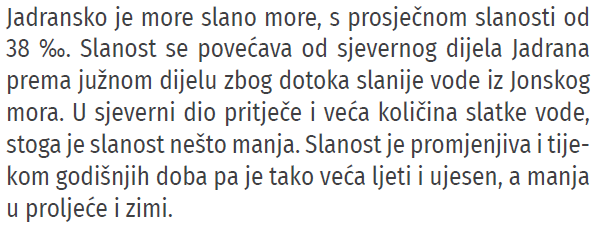 Jadransko je more slano more, s prosječnom slanosti od
38 ‰. Slanost se povećava od sjevernog dijela Jadrana
prema južnom dijelu zbog dotoka slanije vode iz Jonskog
mora. U sjeverni dio pritječe i veća količina slatke vode,
stoga je slanost nešto manja. Slanost je promjenjiva i tije-
kom godišnjih doba pa je tako veća ljeti i ujesen, a manja
u proljeće i zimi.